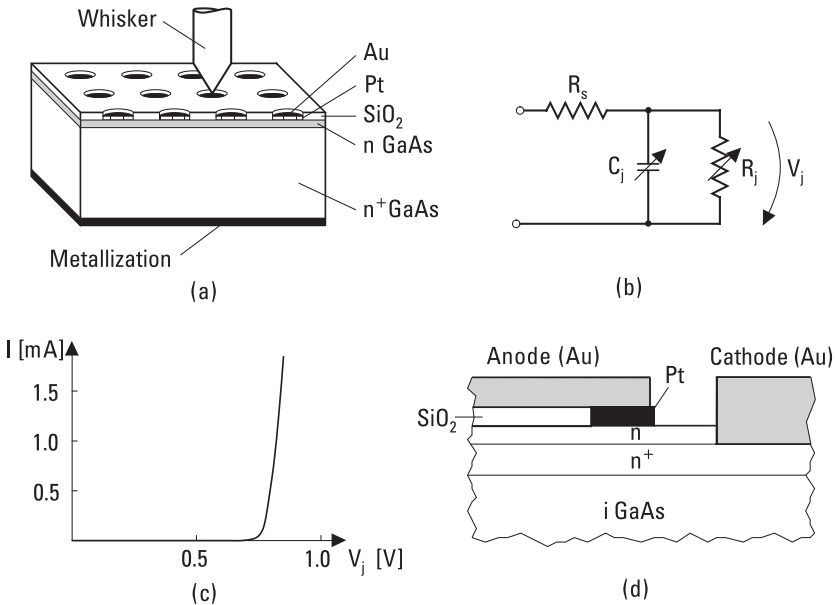 Whisker
Au
Pt
SiO₂
n GaAs
n⁺GaAs
Metallization
(a)
Rₛ
Cⱼ
Rⱼ
Vⱼ
(b)
I [mA]
1.5
1.0
0.5
0.5
1.0
Vⱼ [V]
(c)
Anode (Au)
Cathode (Au)
Pt
SiO₂
n
n⁺
i GaAs
(d)